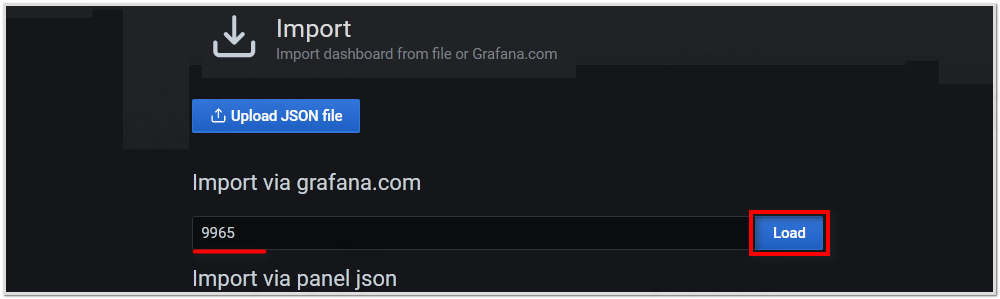 Import
Import dashboard from file or Grafana.com
Upload JSON file
Import via grafana.com
9965
Load
Import via panel json